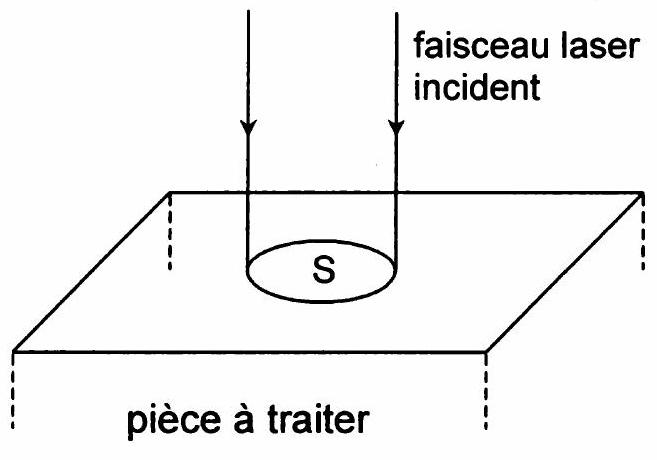 faisceau laser
incident
S
pièce à traiter